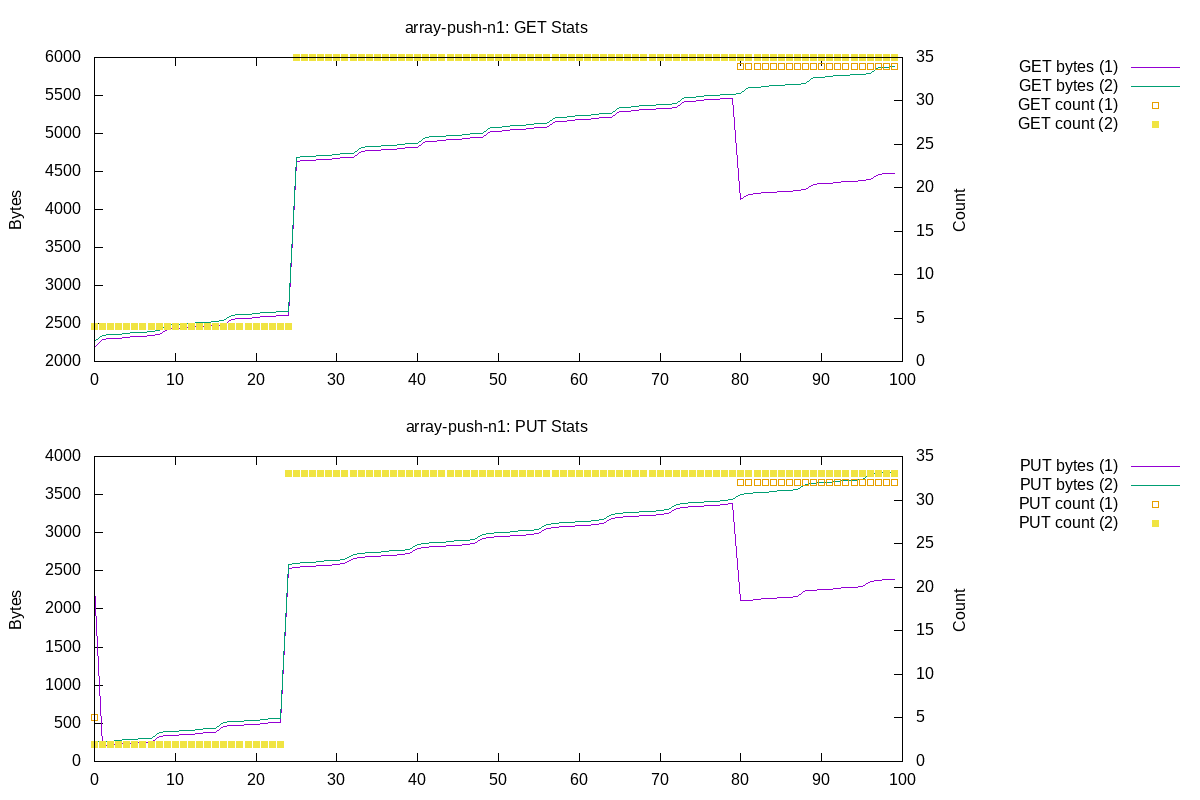 array-push-n1: GET Stats
6000
5500
5000
4500
4000
3500
3000
2500
2000
Bytes
35
30
25
20
15
10
5
0
Count
0 10 20 30 40 50 60 70 80 90 100
GET bytes (1)
GET bytes (2)
GET count (1)
GET count (2)
array-push-n1: PUT Stats
4000
3500
3000
2500
2000
1500
1000
500
0
Bytes
35
30
25
20
15
10
5
0
Count
0 10 20 30 40 50 60 70 80 90 100
PUT bytes (1)
PUT bytes (2)
PUT count (1)
PUT count (2)